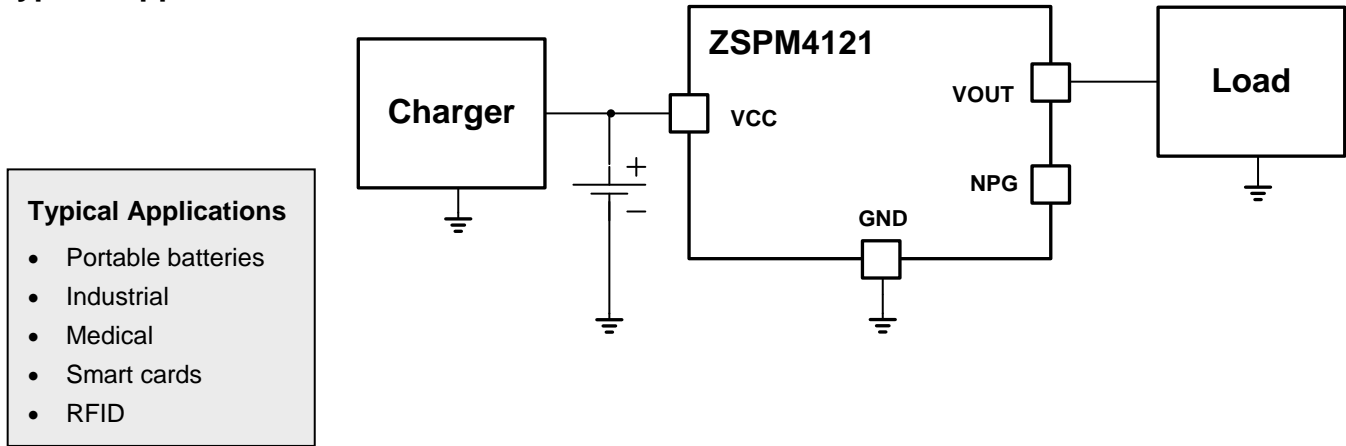 ZSPM4121
Charger
VCC
VOUT
NPG
GND
Load
+
−
Typical Applications
• Portable batteries
• Industrial
• Medical
• Smart cards
• RFID